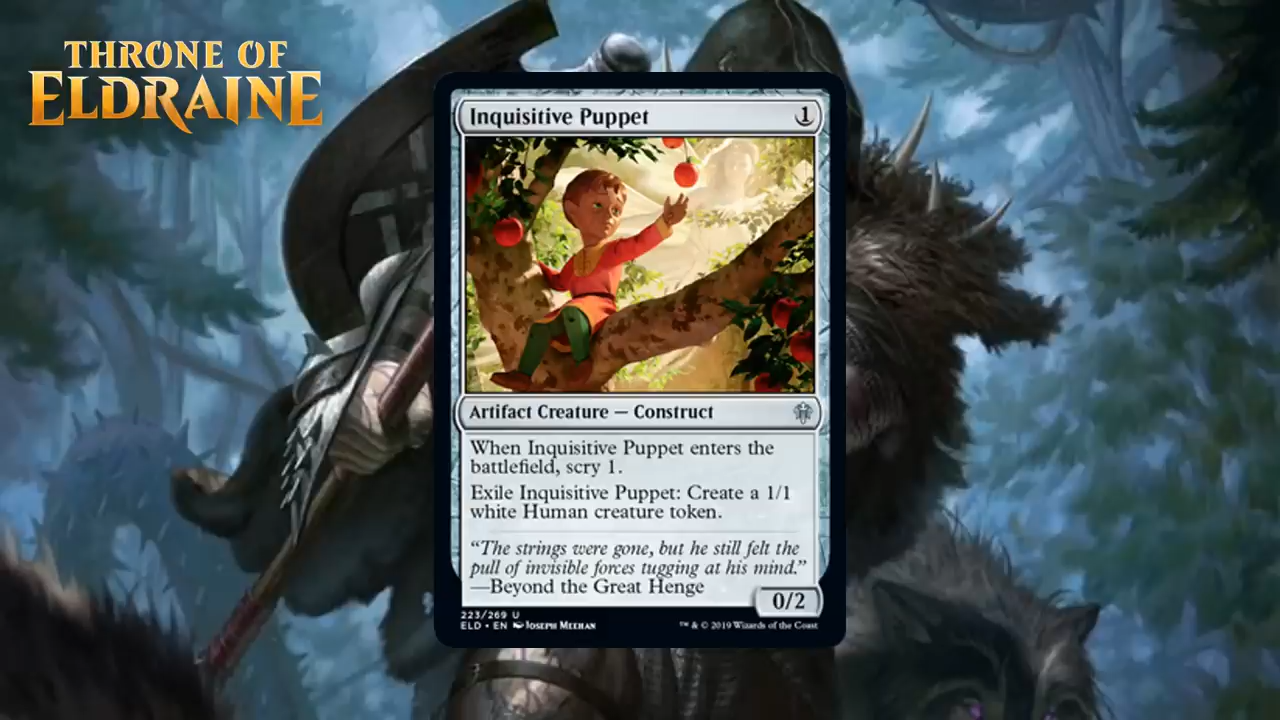 THRONE OF
ELDRAINE
Inquisitive Puppet 1
Artifact Creature — Construct
When Inquisitive Puppet enters the
battlefield, scry 1.
Exile Inquisitive Puppet: Create a 1/1
white Human creature token.
“The strings were gone, but he still felt the
pull of invisible forces tugging at his mind.”
—Beyond the Great Henge
0/2
223/269 U
ELD • EN Joseph Meehan
™ & © 2019 Wizards of the Coast